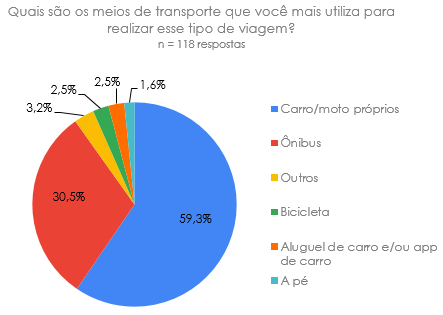 Quais são os meios de transporte que você mais utiliza para
realizar esse tipo de viagem?
n = 118 respostas
1,6%
2,5%
2,5%
3,2%
30,5%
59,3%
Carro/moto próprios
Ônibus
Outros
Bicicleta
Aluguel de carro e/ou app
de carro
A pé